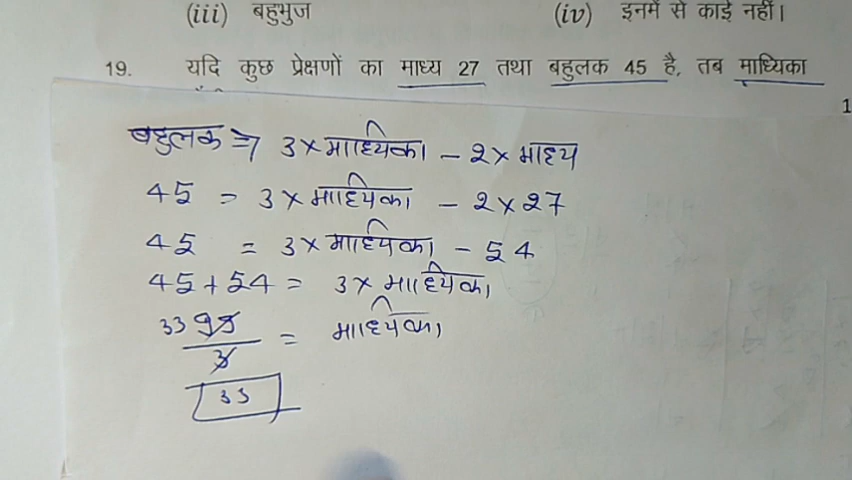 (iii) बहुभुज (iv) इनमें से कोई नहीं।
19. यदि कुछ प्रेक्षणों का माध्य 27 तथा बहुलक 45 है, तब माध्यिका
1
बहुलक ⇒ 3 × माध्यिका - 2 × माध्य
45 = 3 × माध्यिका - 2 × 27
45 = 3 × माध्यिका - 54
45 + 54 = 3 × माध्यिका
33 99 / 3 = माध्यिका
33